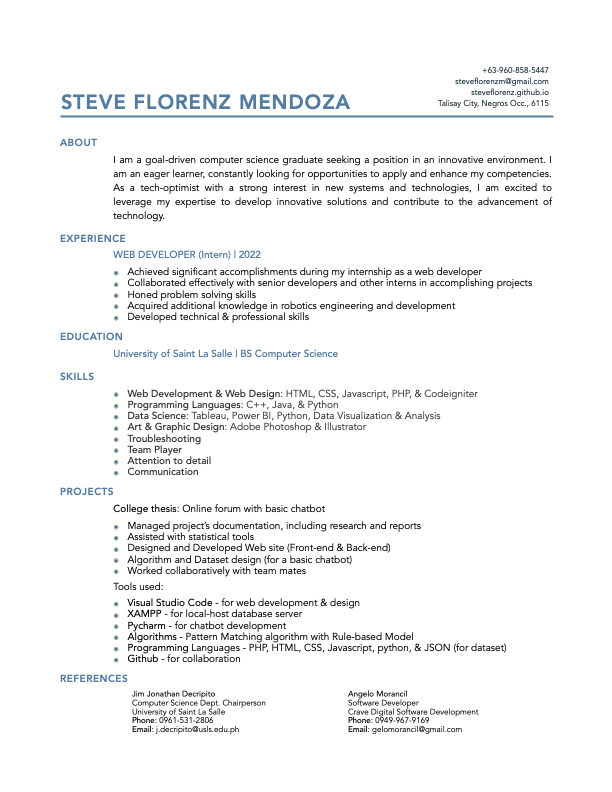 +63-960-858-5447
steveflorenzm@gmail.com
steveflorenz.github.io
Talisay City, Negros Occ., 6115
STEVE FLORENZ MENDOZA
ABOUT
I am a goal-driven computer science graduate seeking a position in an innovative environment. I
am an eager learner, constantly looking for opportunities to apply and enhance my competencies.
As a tech-optimist with a strong interest in new systems and technologies, I am excited to
leverage my expertise to develop innovative solutions and contribute to the advancement of
technology.
EXPERIENCE
WEB DEVELOPER (Intern) | 2022
Achieved significant accomplishments during my internship as a web developer
Collaborated effectively with senior developers and other interns in accomplishing projects
Honed problem solving skills
Acquired additional knowledge in robotics engineering and development
Developed technical & professional skills
EDUCATION
University of Saint La Salle | BS Computer Science
SKILLS
Web Development & Web Design: HTML, CSS, Javascript, PHP, & Codeigniter
Programming Languages: C++, Java, & Python
Data Science: Tableau, Power BI, Python, Data Visualization & Analysis
Art & Graphic Design: Adobe Photoshop & Illustrator
Troubleshooting
Team Player
Attention to detail
Communication
PROJECTS
College thesis: Online forum with basic chatbot
Managed project's documentation, including research and reports
Assisted with statistical tools
Designed and Developed Web site (Front-end & Back-end)
Algorithm and Dataset design (for a basic chatbot)
Worked collaboratively with team mates
Tools used:
Visual Studio Code - for web development & design
XAMPP - for local-host database server
Pycharm - for chatbot development
Algorithms - Pattern Matching algorithm with Rule-based Model
Programming Languages - PHP, HTML, CSS, Javascript, python, & JSON (for dataset)
Github - for collaboration
REFERENCES
Jim Jonathan Decripito
Computer Science Dept. Chairperson
University of Saint La Salle
Phone: 0961-531-2806
Email: j.decripito@usls.edu.ph
Angelo Morancil
Software Developer
Crave Digital Software Development
Phone: 0949-967-9169
Email: gelomorancil@gmail.com